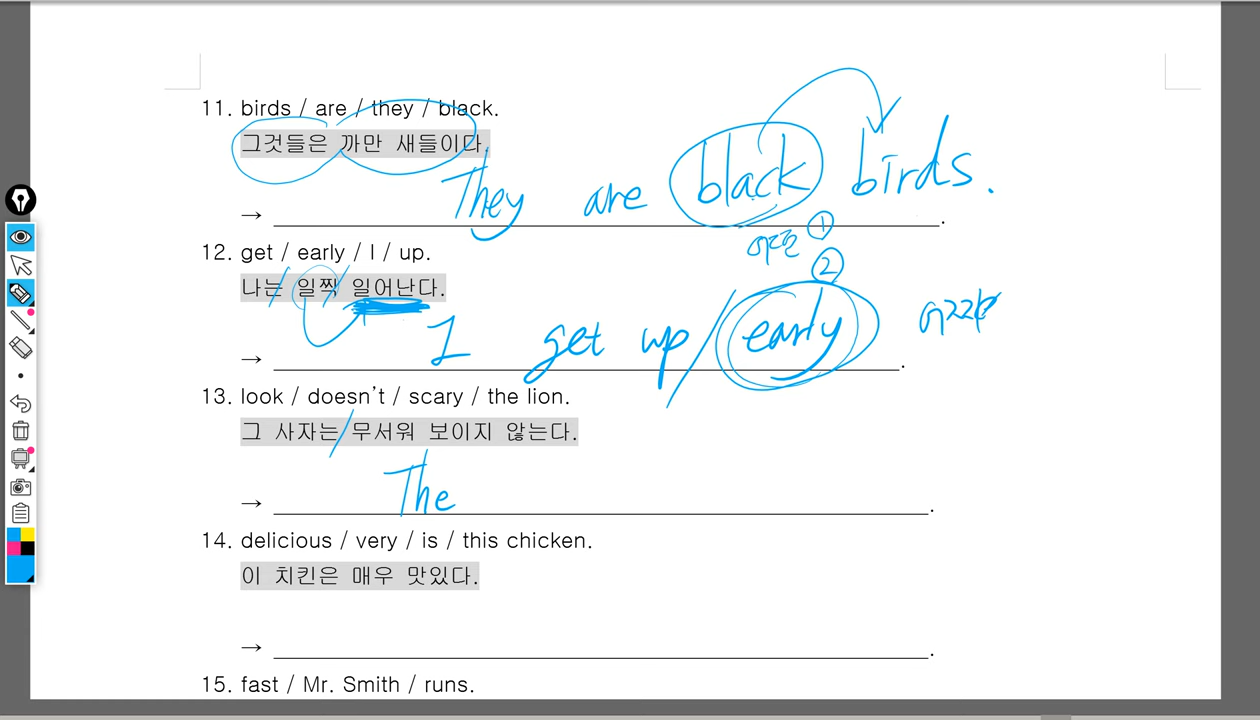 11. birds / are / they / black.
그것들은 까만 새들이다.
→ They are black birds.
①
12. get / early / I / up.
②
나는 일찍 일어난다.
→ I get up early.
13. look / doesn't / scary / the lion.
그 사자는 무서워 보이지 않는다.
→ The .
14. delicious / very / is / this chicken.
이 치킨은 매우 맛있다.
→ .
15. fast / Mr. Smith / runs.